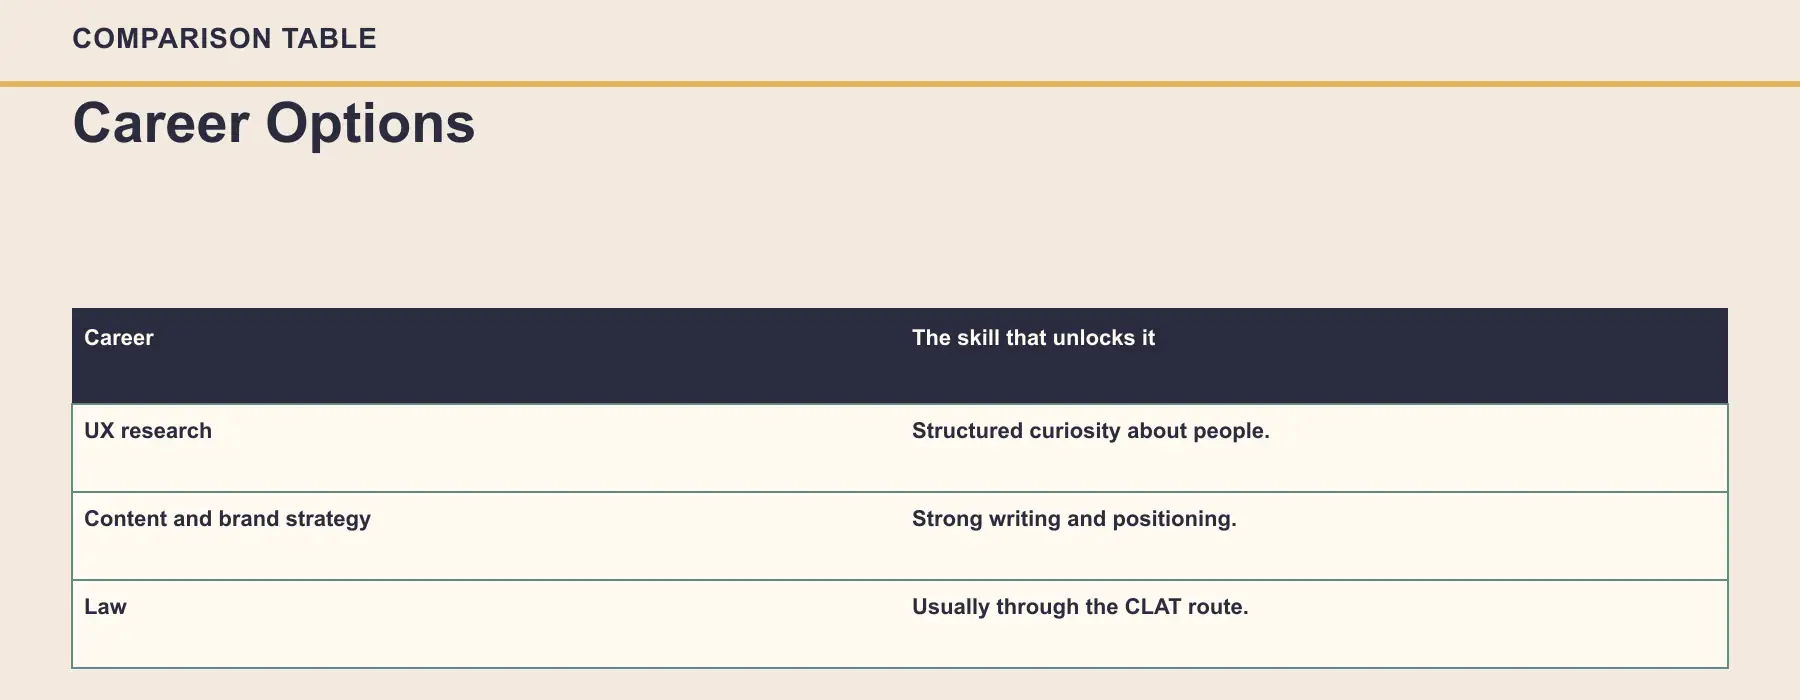 COMPARISON TABLE
Career Options
Career The skill that unlocks it
UX research Structured curiosity about people.
Content and brand strategy Strong writing and positioning.
Law Usually through the CLAT route.